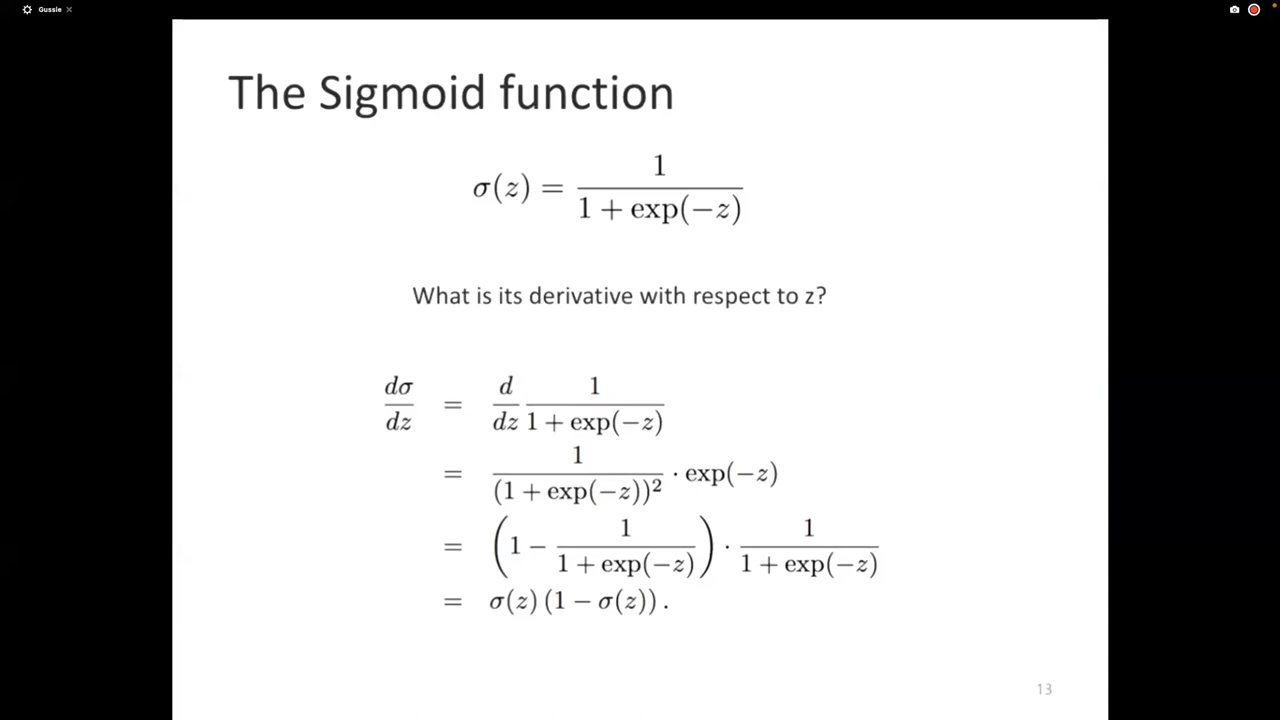 Gussie ×
The Sigmoid function
σ(z) = 1 / (1 + exp(−z))
What is its derivative with respect to z?
dσ/dz = d/dz 1 / (1 + exp(−z))
= 1 / (1 + exp(−z))² · exp(−z)
= (1 − 1 / (1 + exp(−z))) · 1 / (1 + exp(−z))
= σ(z) (1 − σ(z)).
13